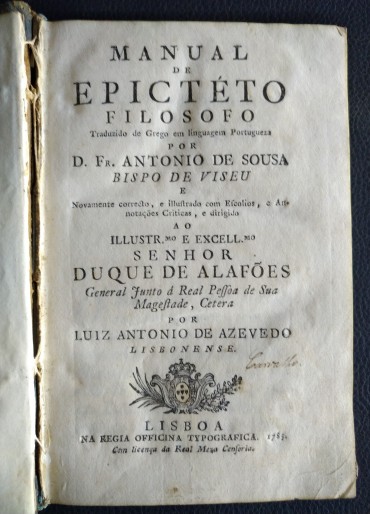 MANUAL
DE
EPICTÉTO
FILOSOFO
Traduzido de Grego em linguagem Portugueza
POR
D. Fr. ANTONIO DE SOUSA
BISPO DE VISEU
E
Novamente correcto, e illustrado com Eſcolios, e An-
notações Criticas, e dirigido
AO
ILLUSTR.mo E EXCELL.mo
SENHOR
DUQUE DE ALAFÕES
General Junto á Real Peſſôa de Sua
Mageſtade, Cetera
POR
LUIZ ANTONIO DE AZEVEDO
LISBONENSE.
LISBOA
NA REGIA OFFICINA TYPOGRAFICA.
Com licença da Real Meza Cenſoria.